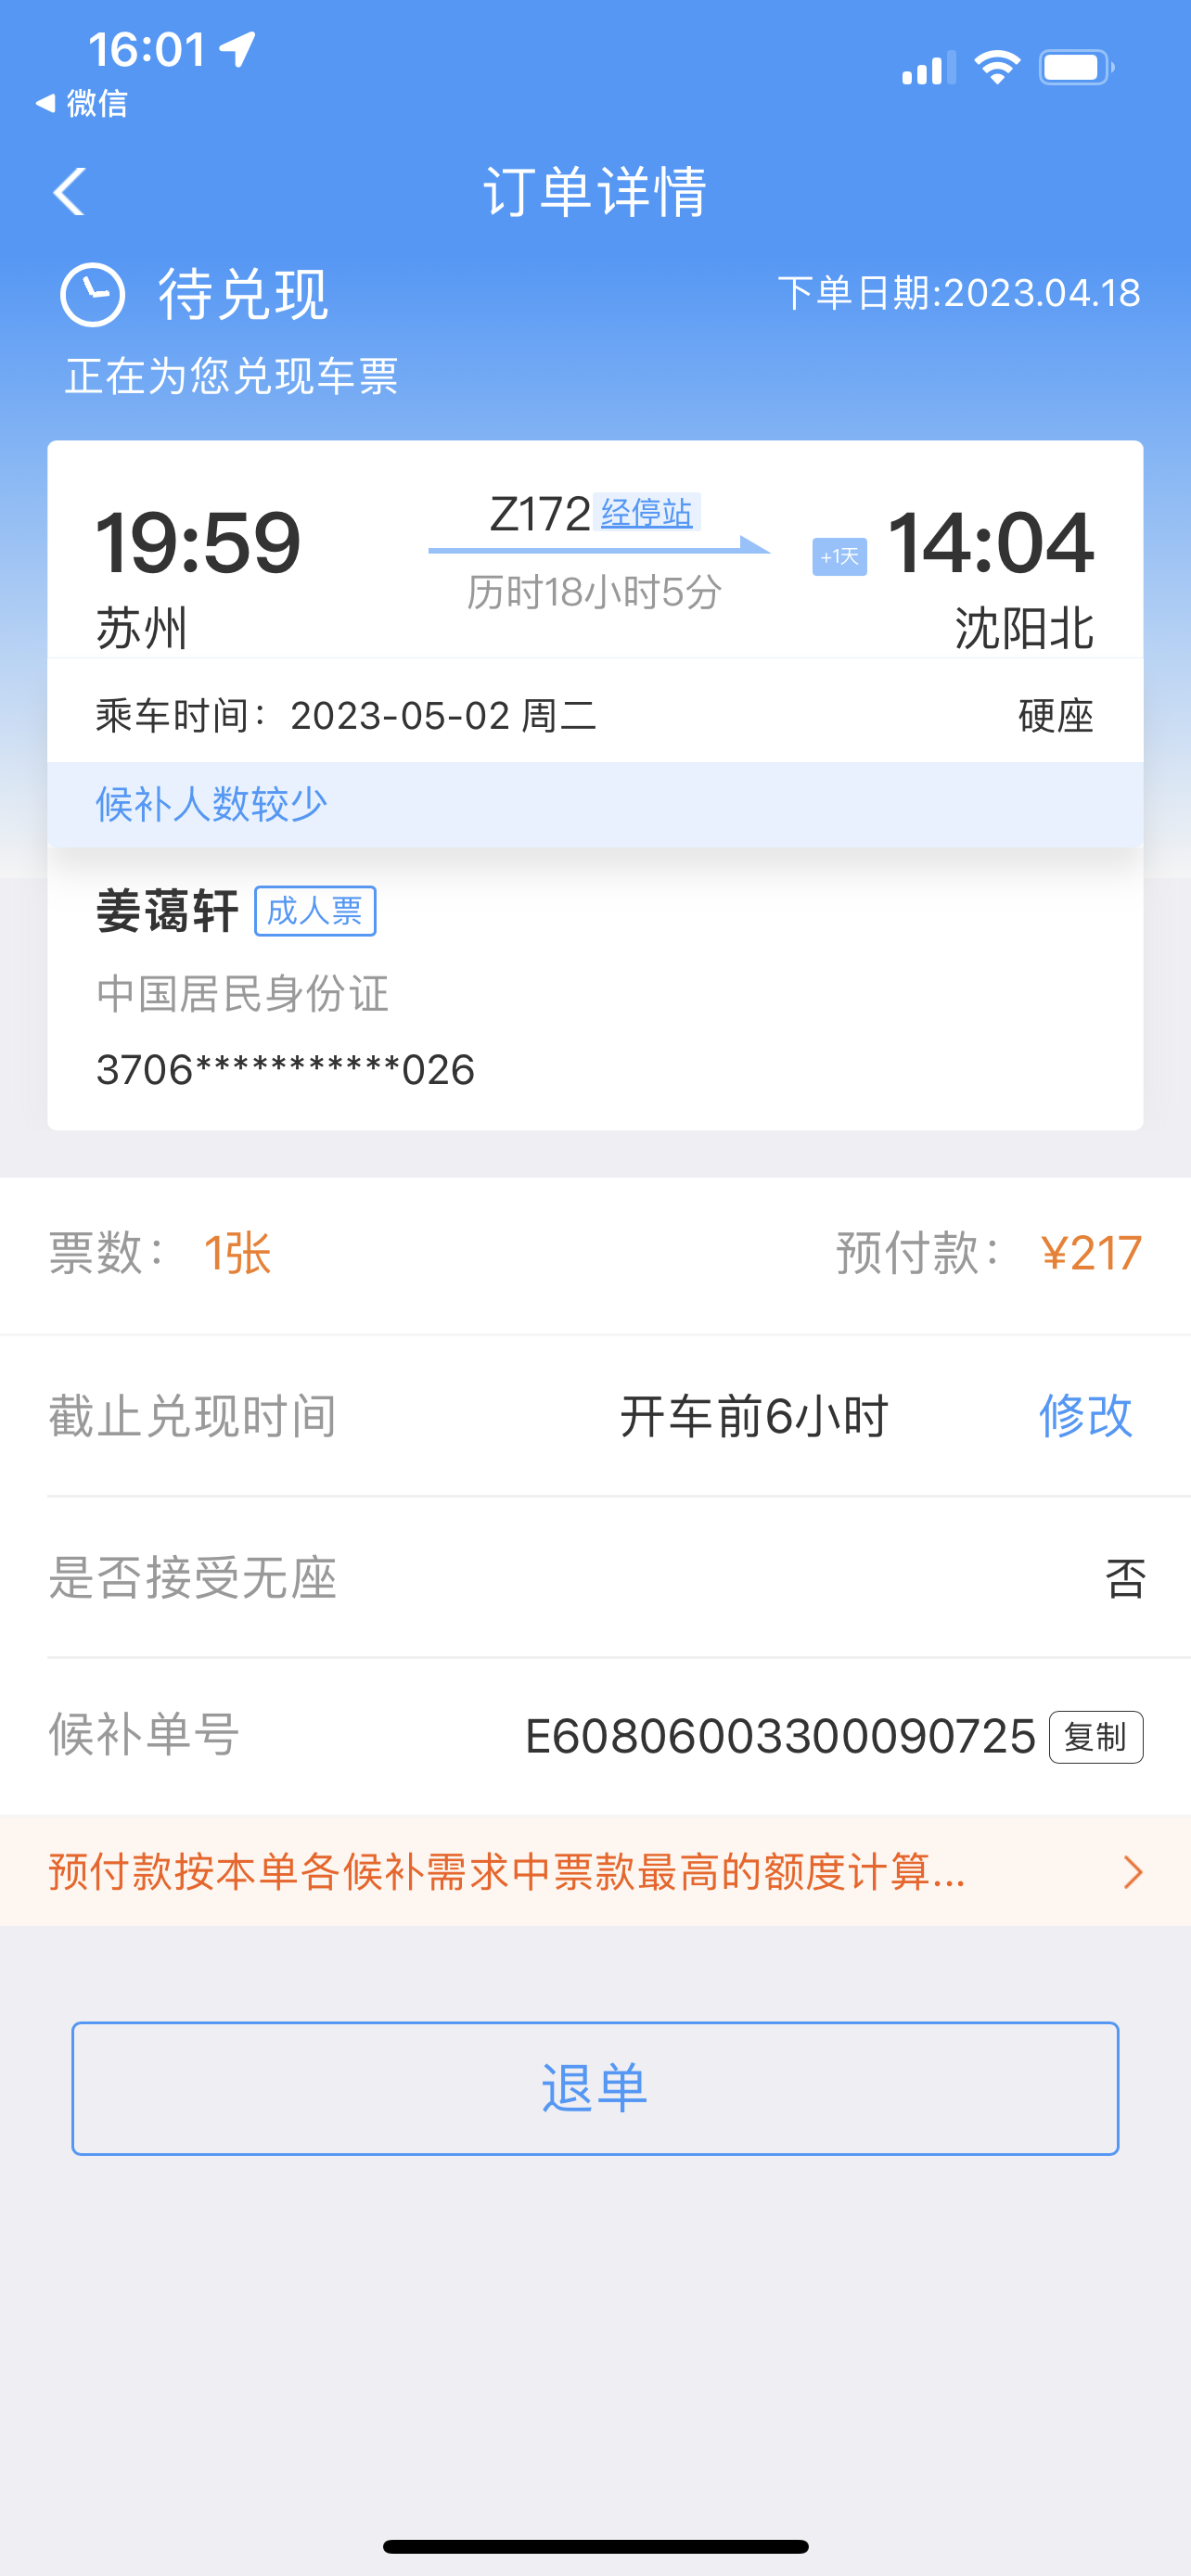 16:01
微信
订单详情
待兑现
下单日期:2023.04.18
正在为您兑现车票
Z172 经停站
19:59
+1天 14:04
历时18小时5分
苏州
沈阳北
乘车时间：2023-05-02 周二
硬座
候补人数较少
姜蔼轩 成人票
中国居民身份证
3706***********026
票数： 1张
预付款： ¥217
截止兑现时间
开车前6小时
修改
是否接受无座
否
候补单号
E608060033000090725 复制
预付款按本单各候补需求中票款最高的额度计算...
退单